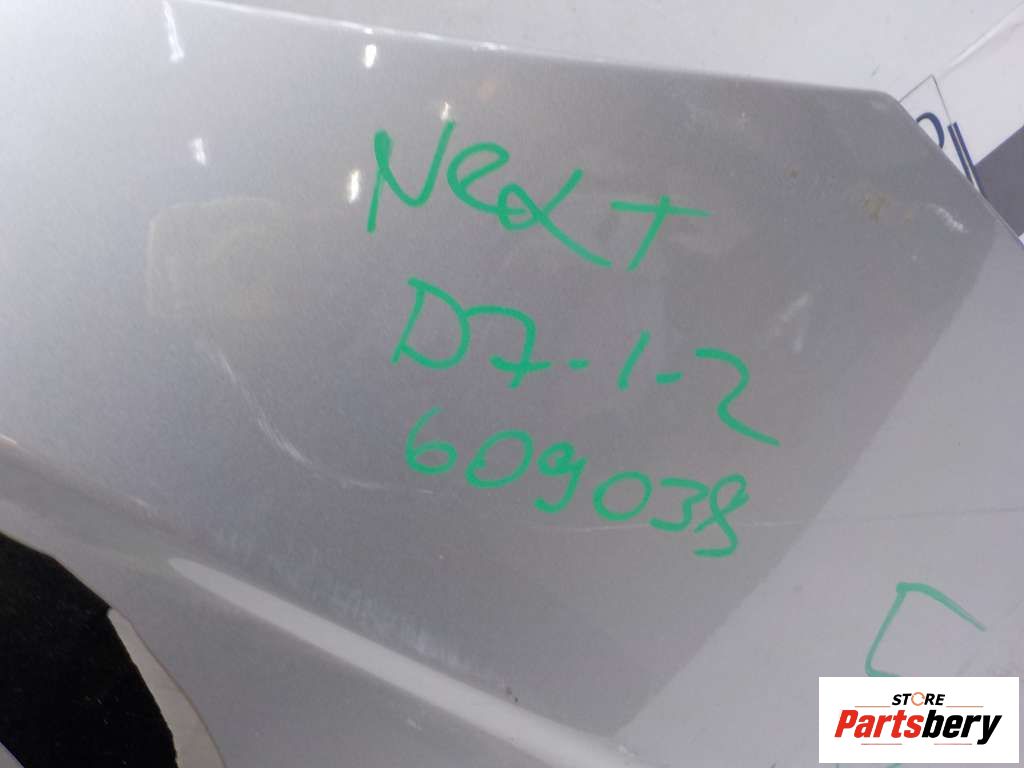 Next
D7-1-2
609038
STORE
Partsbery